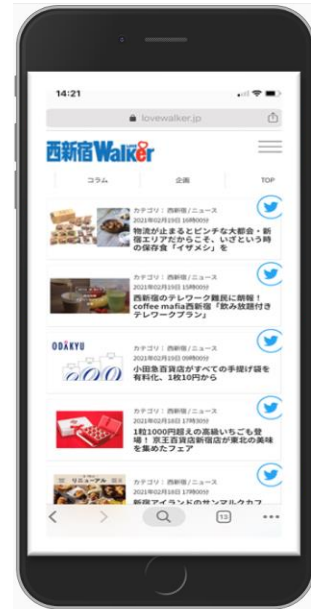 14:21
lovewalker.jp
西新宿Walker
コラム 企画 TOP
カテゴリ： 西新宿/ニュース
2021年02月19日 16時00分
物流が止まるとピンチな大都会・新
宿エリアだからこそ、いざという時
の保存食「イザメシ」を
カテゴリ： 西新宿/ニュース
2021年02月19日 15時00分
西新宿のテレワーク難民に朗報！
coffee mafia西新宿「飲み放題付き
テレワークプラン」
ODAKYU
カテゴリ： 西新宿/ニュース
2021年02月19日 09時00分
小田急百貨店がすべての手提げ袋を
有料化、1枚10円から
カテゴリ： 西新宿/ニュース
2021年02月18日 17時30分
1粒1000円超えの高級いちごも登
場！ 京王百貨店新宿店が東北の美味
を集めたフェア
リニューアル
カテゴリ： 西新宿/ニュース
2021年02月18日 17時00分
新宿アイランドのサンマルクカフ
13